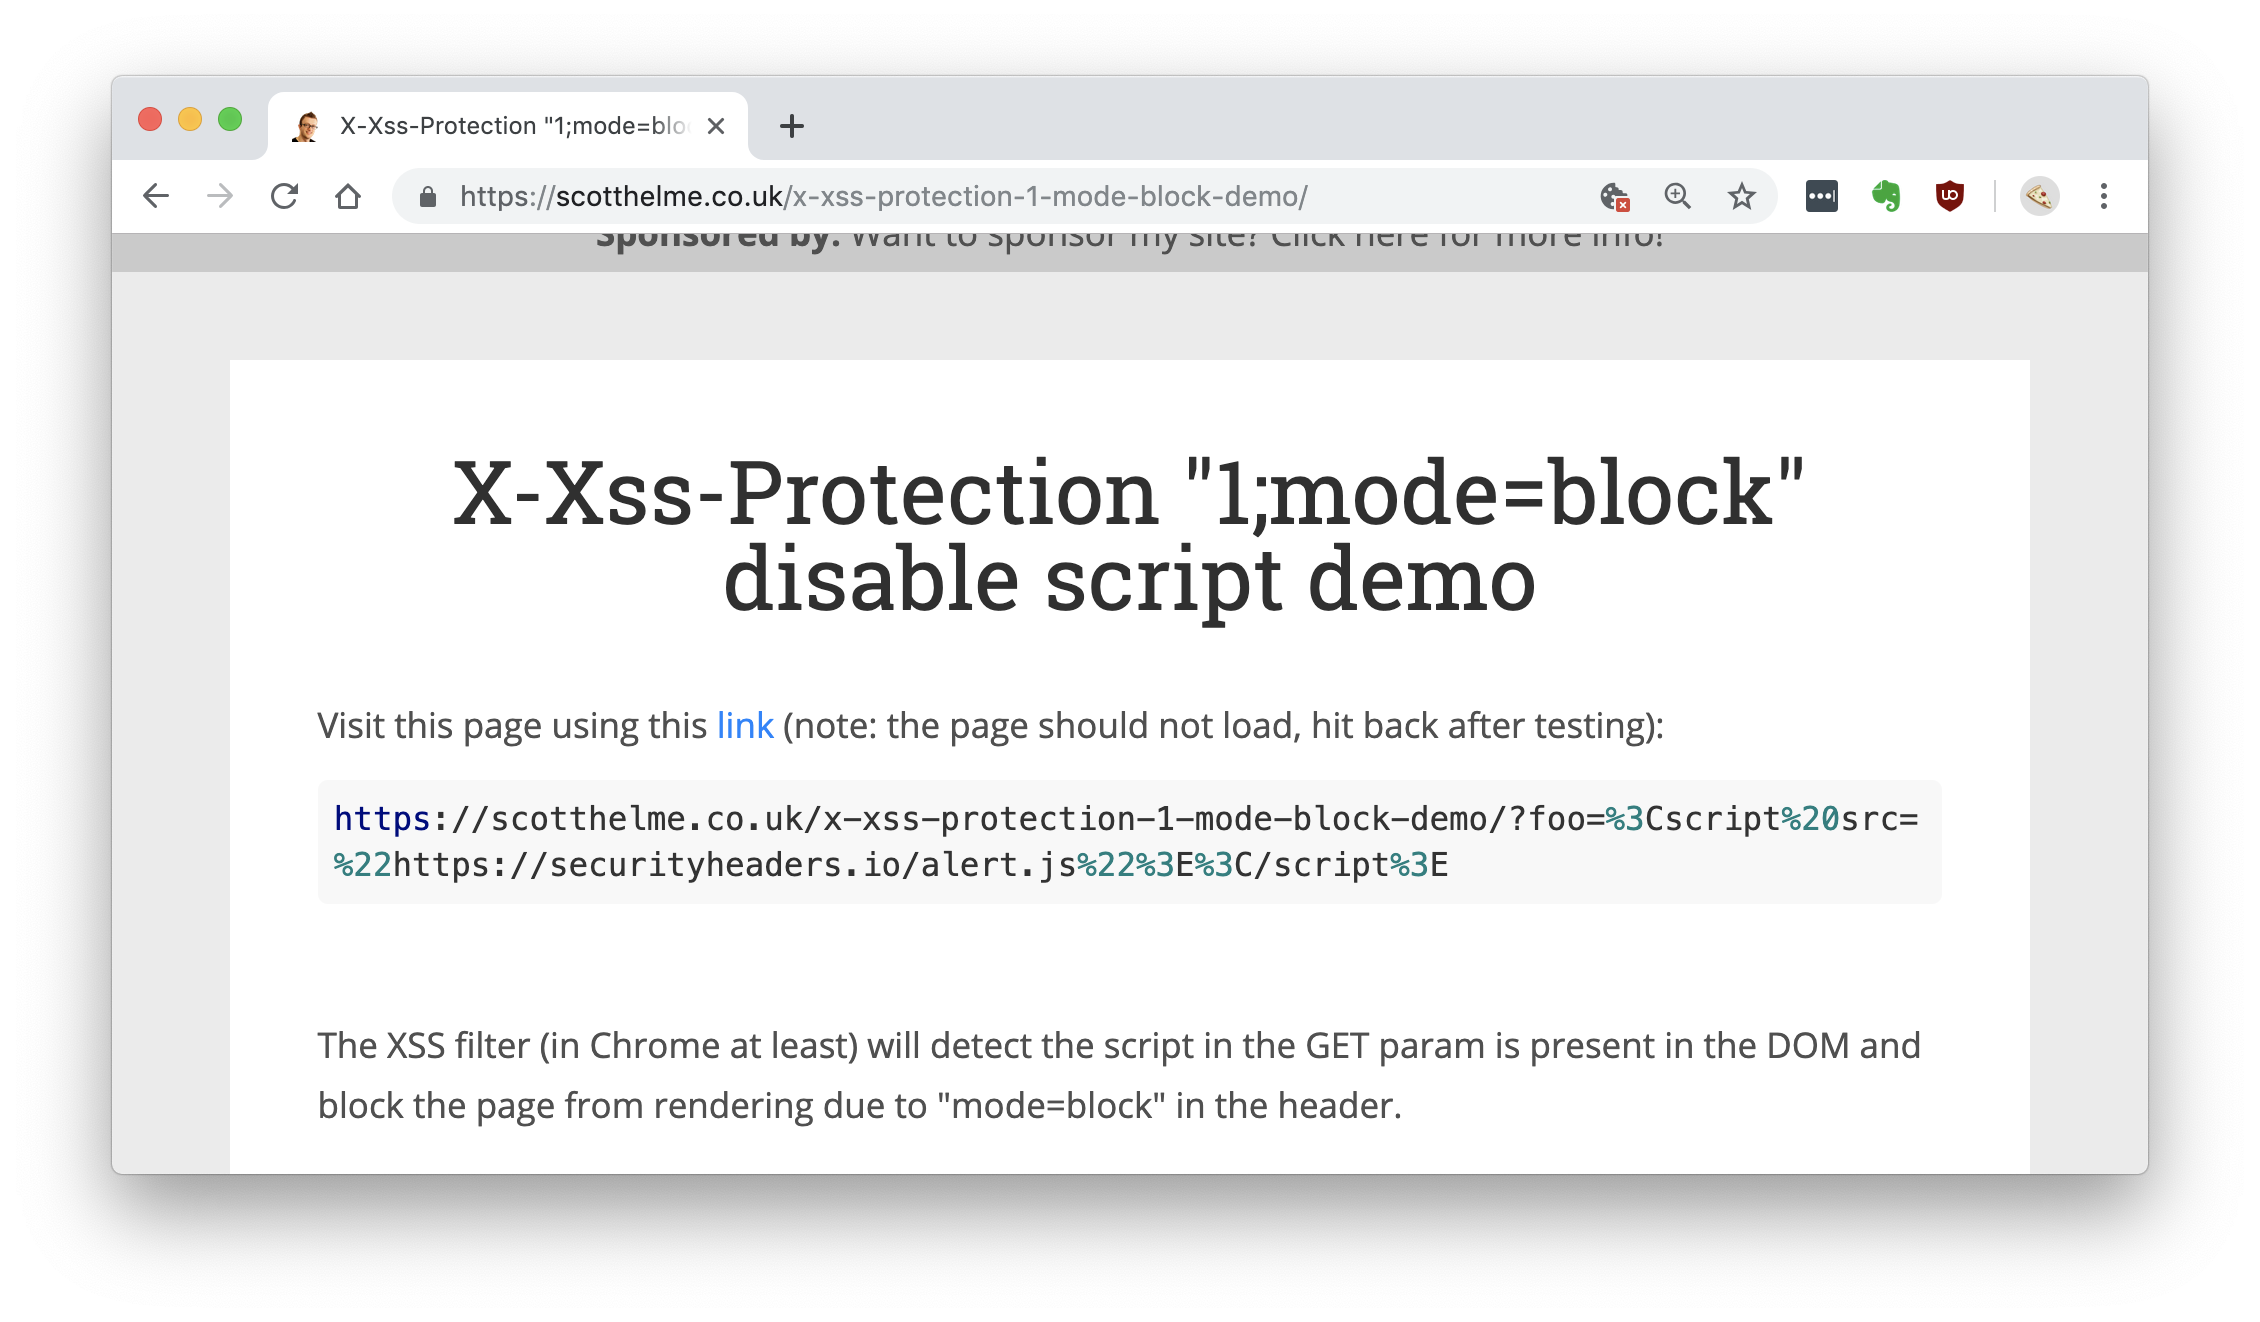 X-Xss-Protection "1;mode=blo
https://scotthelme.co.uk/x-xss-protection-1-mode-block-demo/
Sponsored by: Want to sponsor my site? Click here for more info!
X-Xss-Protection "1;mode=block"
disable script demo
Visit this page using this link (note: the page should not load, hit back after testing):
https://scotthelme.co.uk/x-xss-protection-1-mode-block-demo/?foo=%3Cscript%20src=
%22https://securityheaders.io/alert.js%22%3E%3C/script%3E
The XSS filter (in Chrome at least) will detect the script in the GET param is present in the DOM and
block the page from rendering due to "mode=block" in the header.